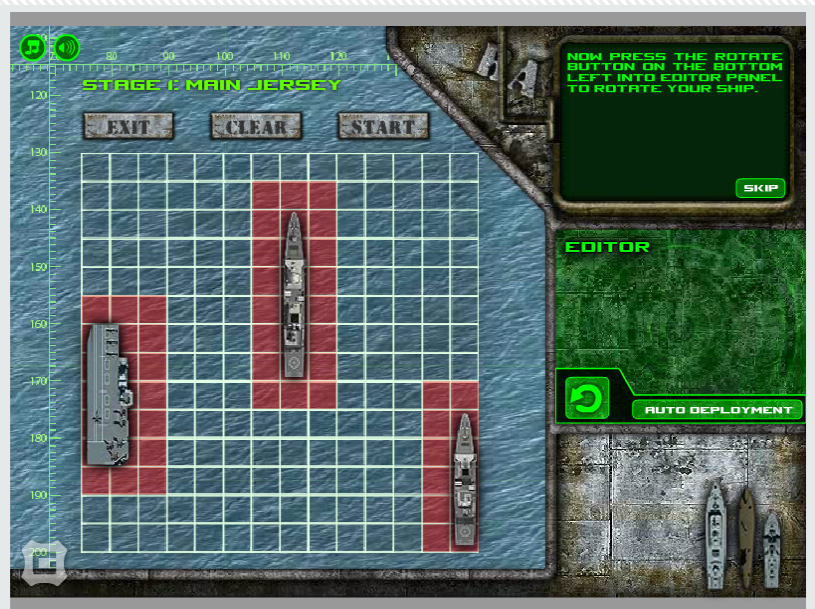 80 90 100 110 120
STAGE I: MAIN JERSEY
EXIT CLEAR START
120
130
140
150
160
170
180
190
200
NOW PRESS THE ROTATE
BUTTON ON THE BOTTOM
LEFT INTO EDITOR PANEL
TO ROTATE YOUR SHIP.
SKIP
EDITOR
AUTO DEPLOYMENT